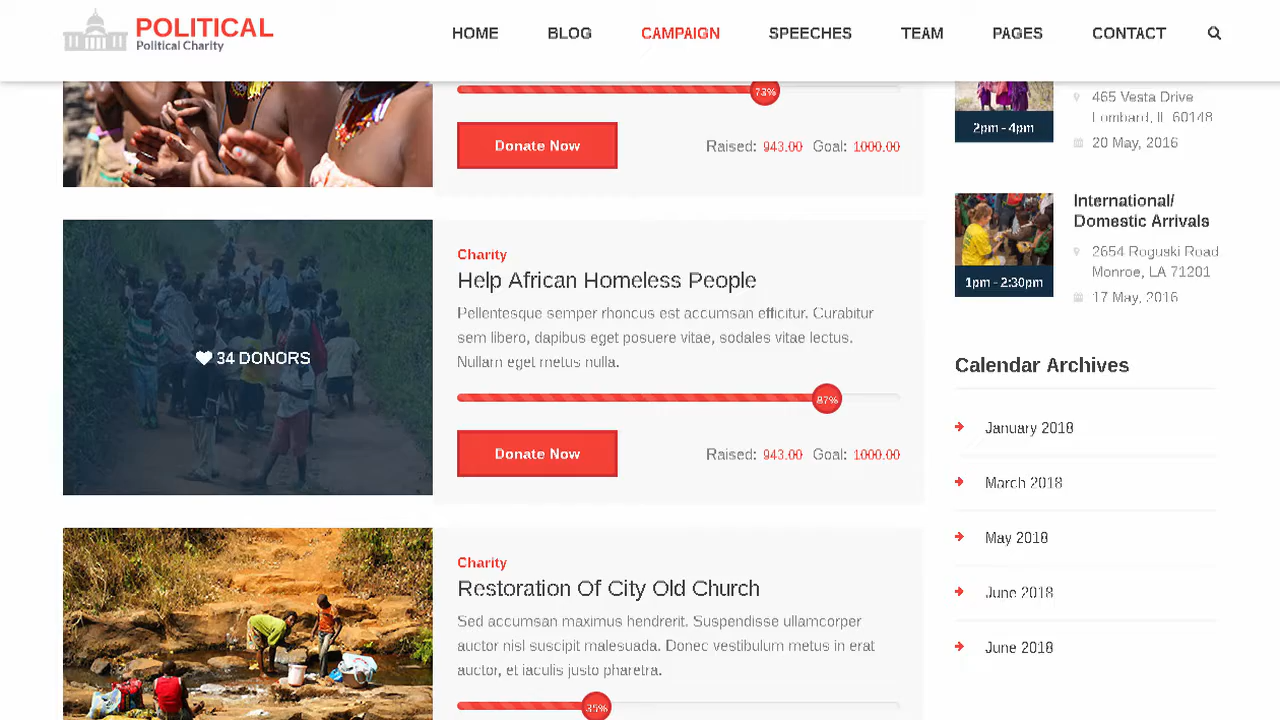 POLITICAL
Political Charity
HOME BLOG CAMPAIGN SPEECHES TEAM PAGES CONTACT
73%
Donate Now
Raised: 943.00 Goal: 1000.00
34 DONORS
Charity
Help African Homeless People
Pellentesque semper rhoncus est accumsan efficitur. Curabitur
sem libero, dapibus eget posuere vitae, sodales vitae lectus.
Nullam eget metus nulla.
87%
Donate Now
Raised: 943.00 Goal: 1000.00
Charity
Restoration Of City Old Church
Sed accumsan maximus hendrerit. Suspendisse ullamcorper
auctor nisl suscipit malesuada. Donec vestibulum metus in erat
auctor, et iaculis justo pharetra.
35%
2pm - 4pm
465 Vesta Drive
Lombard, IL 60148
20 May, 2016
1pm - 2:30pm
International/
Domestic Arrivals
2654 Roguski Road
Monroe, LA 71201
17 May, 2016
Calendar Archives
January 2018
March 2018
May 2018
June 2018
June 2018